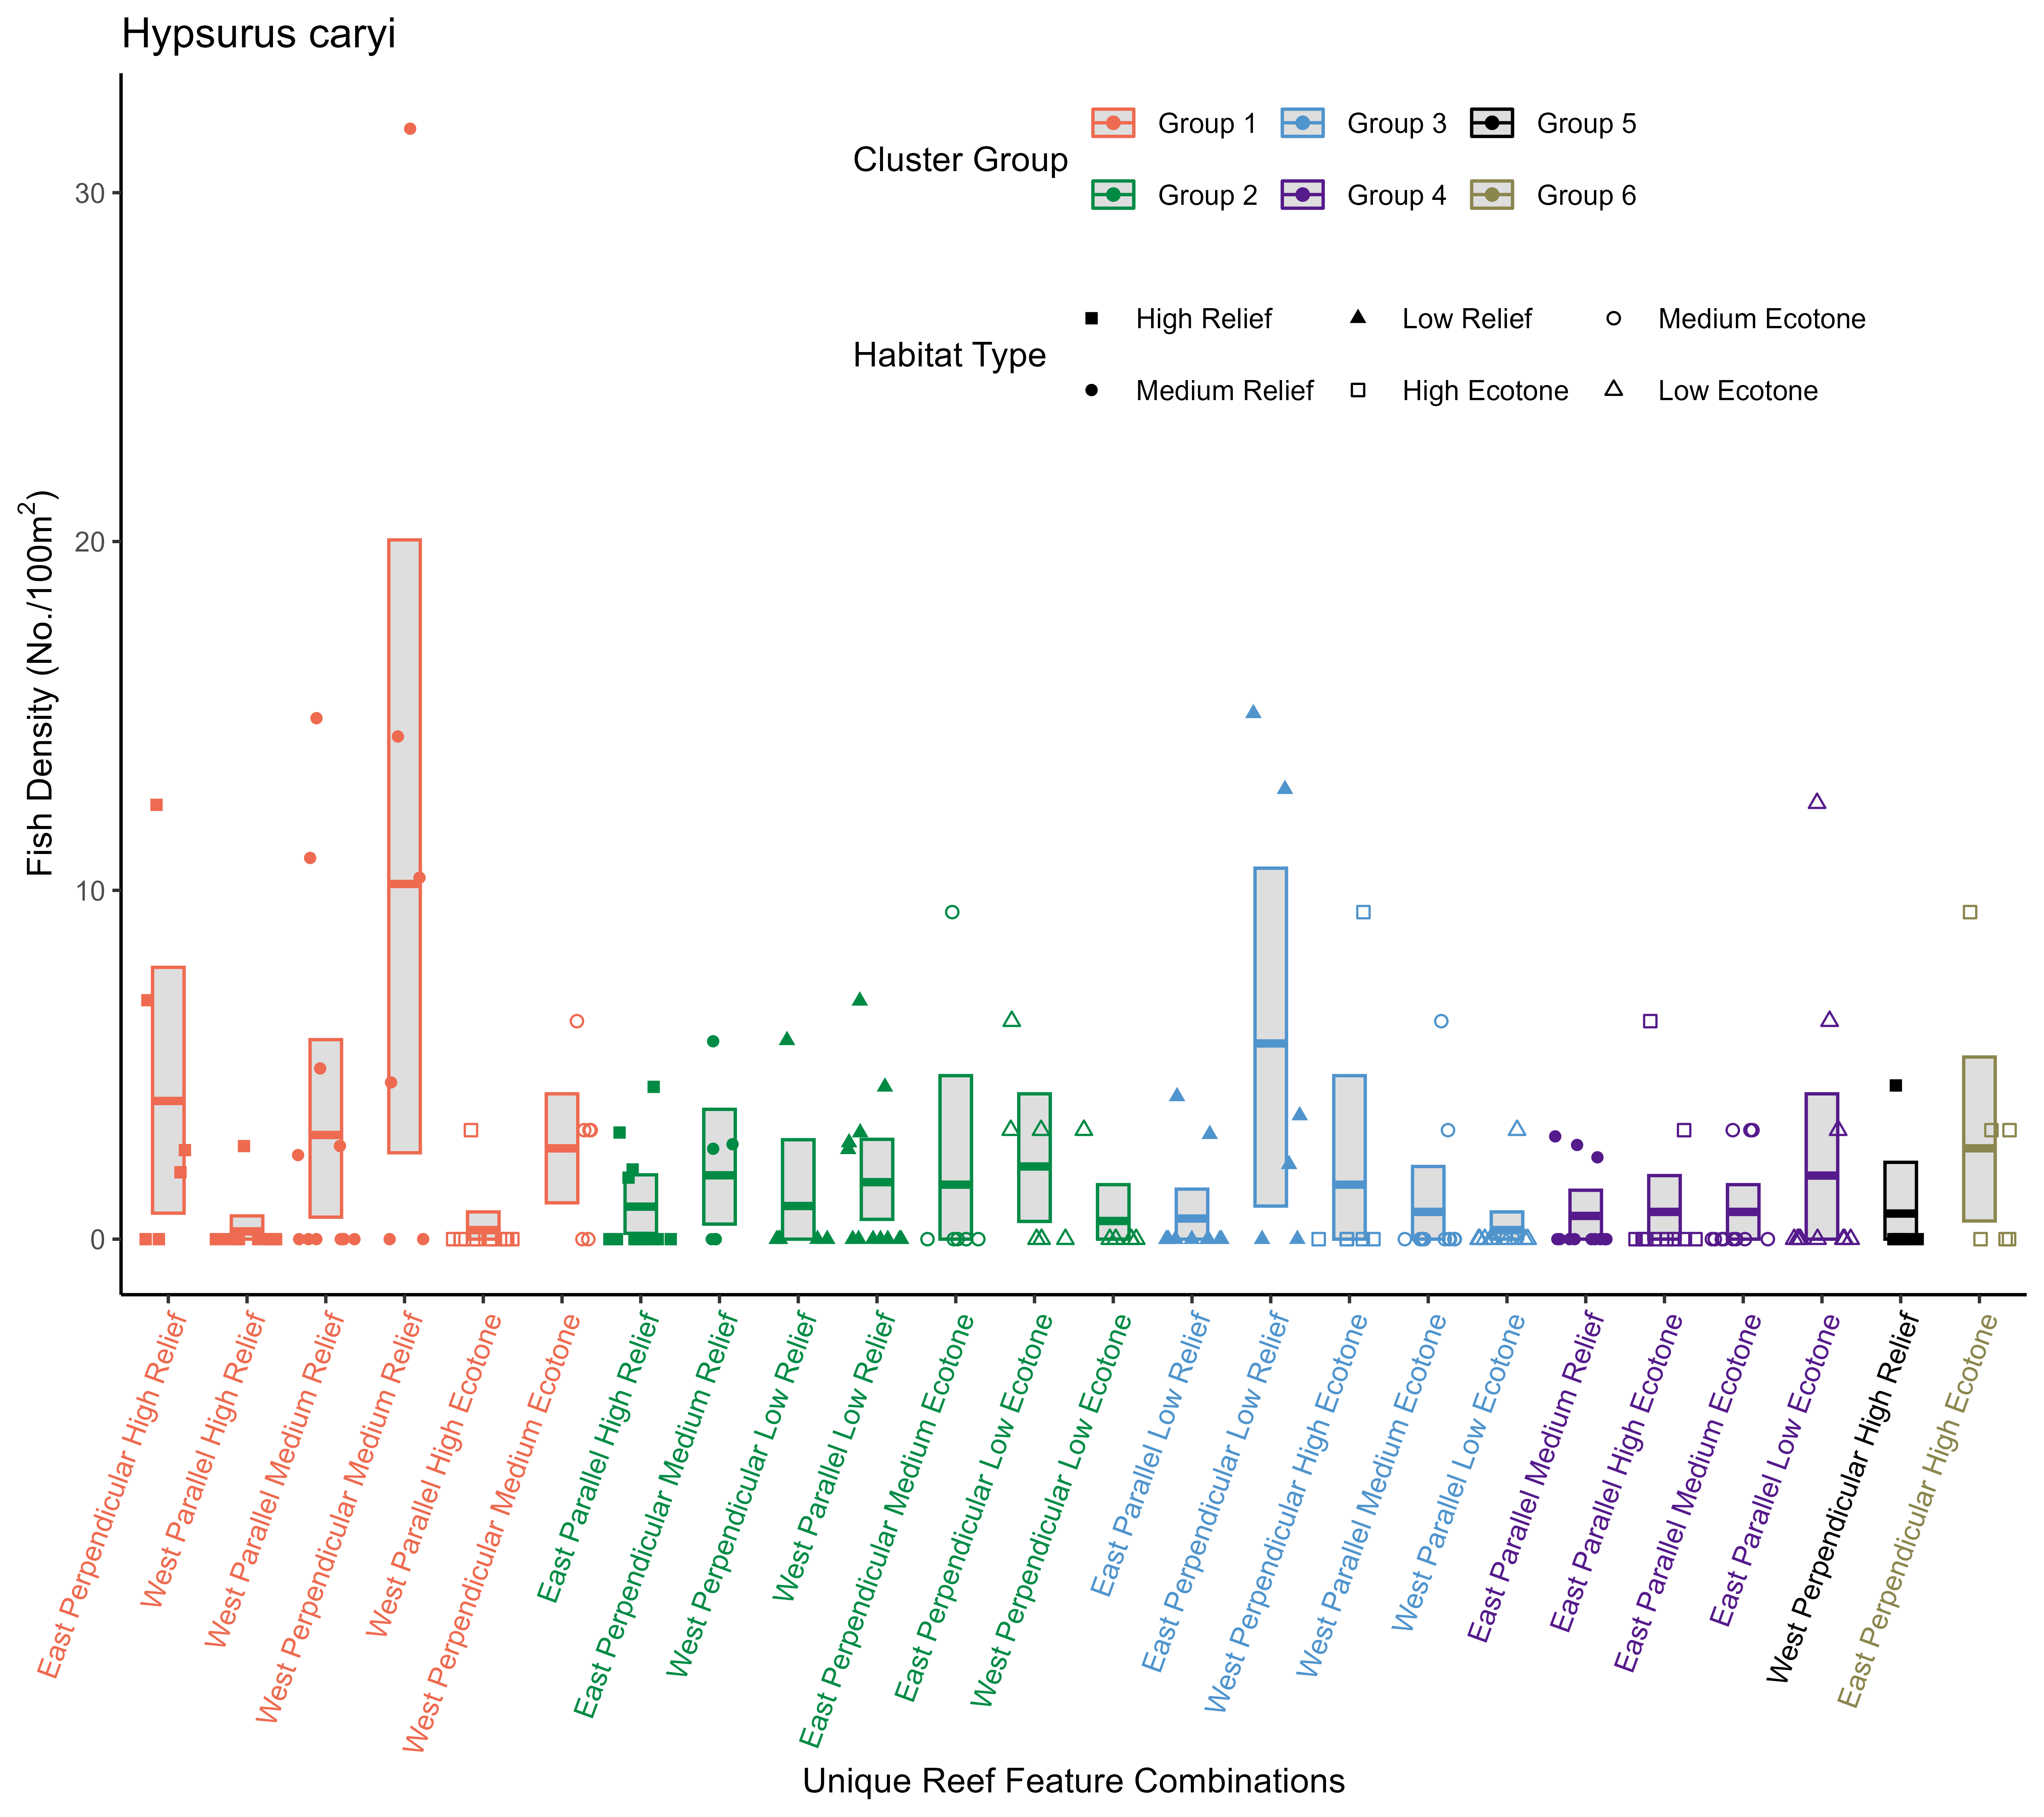 Hypsurus caryi
Cluster Group
Group 1
Group 3
Group 5
Group 2
Group 4
Group 6
Habitat Type
High Relief
Low Relief
Medium Ecotone
Medium Relief
High Ecotone
Low Ecotone
Fish Density (No./100m²)
30
20
10
0
East Perpendicular High Relief
West Parallel High Relief
West Parallel Medium Relief
West Perpendicular Medium Relief
West Parallel High Ecotone
West Perpendicular Medium Ecotone
East Parallel High Relief
East Perpendicular Medium Relief
West Perpendicular Low Relief
West Parallel Low Relief
East Perpendicular Medium Ecotone
East Perpendicular Low Ecotone
West Perpendicular Low Ecotone
East Parallel Low Relief
East Perpendicular Low Relief
West Perpendicular High Ecotone
West Parallel Medium Ecotone
West Parallel Low Ecotone
East Parallel Medium Relief
East Parallel High Ecotone
East Parallel Medium Ecotone
East Parallel Low Ecotone
West Perpendicular High Relief
East Perpendicular High Ecotone
Unique Reef Feature Combinations